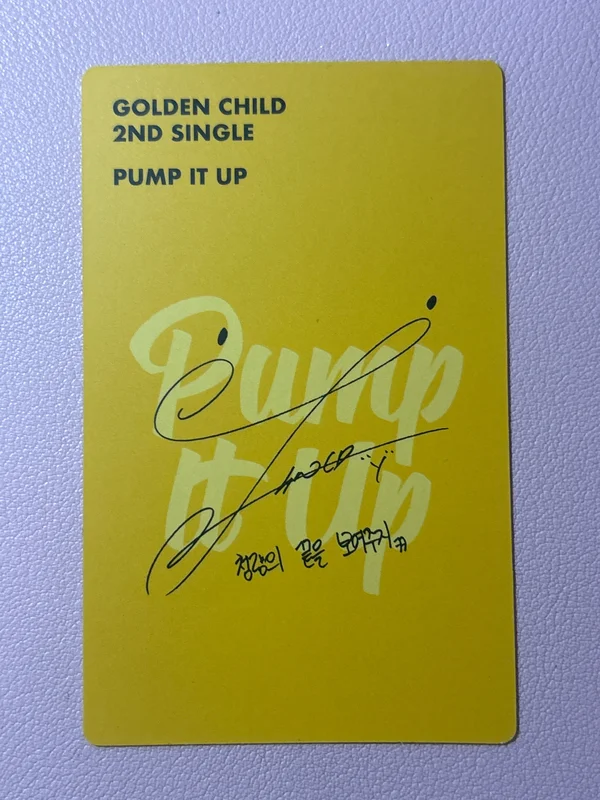 GOLDEN CHILD
2ND SINGLE
PUMP IT UP
Pump
It Up
청량의 끝을 보여주지ㅋㅋ